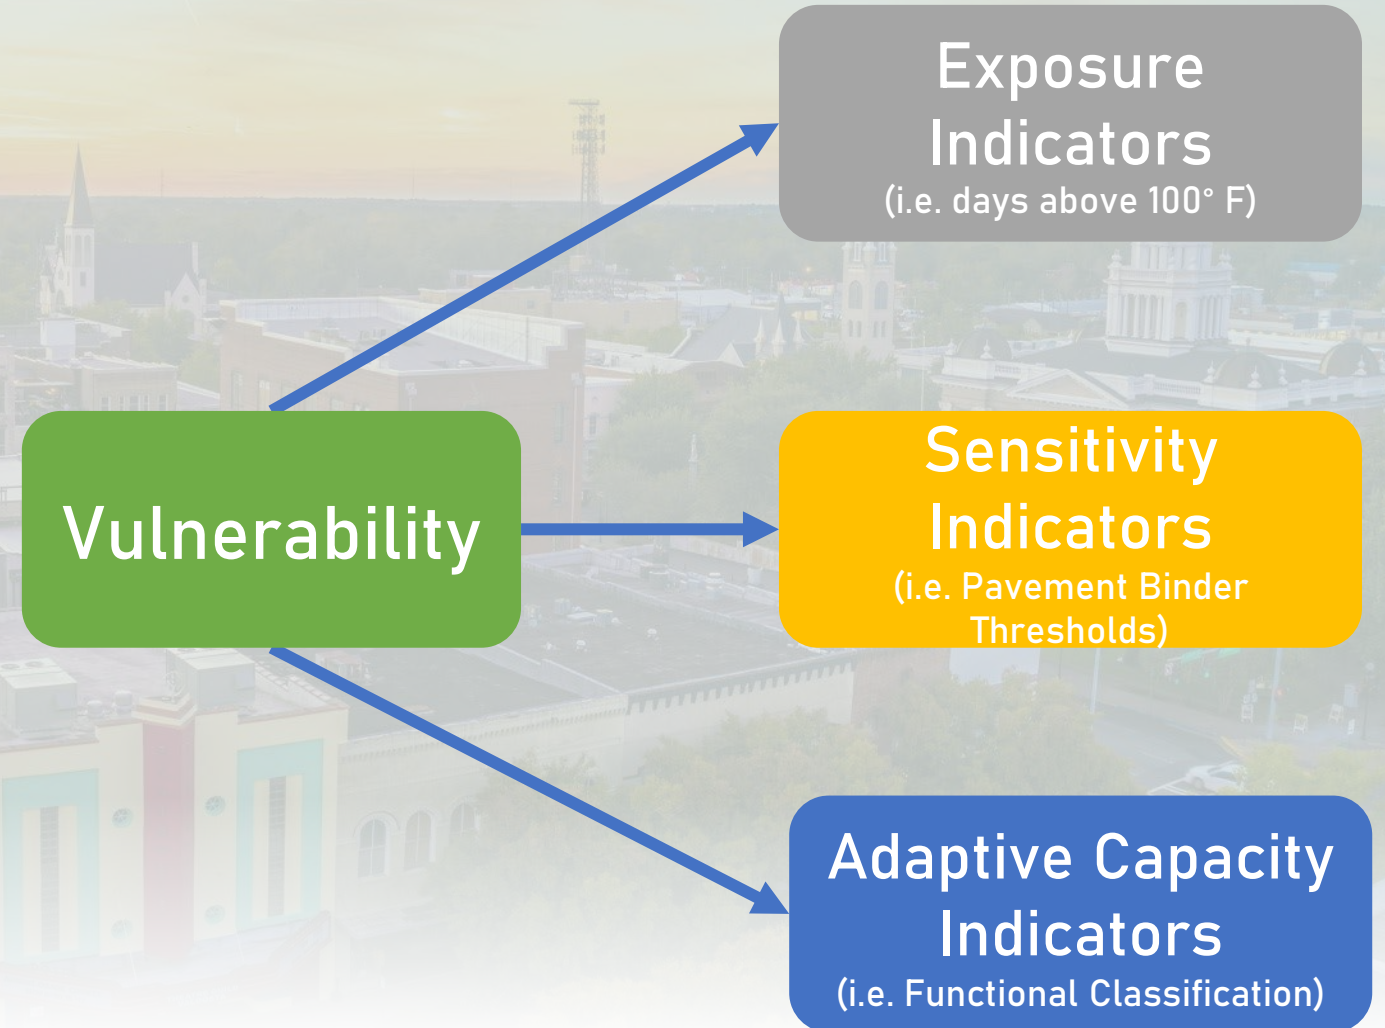 Exposure
Indicators
(i.e. days above 100° F)
Vulnerability
Sensitivity
Indicators
(i.e. Pavement Binder
Thresholds)
Adaptive Capacity
Indicators
(i.e. Functional Classification)